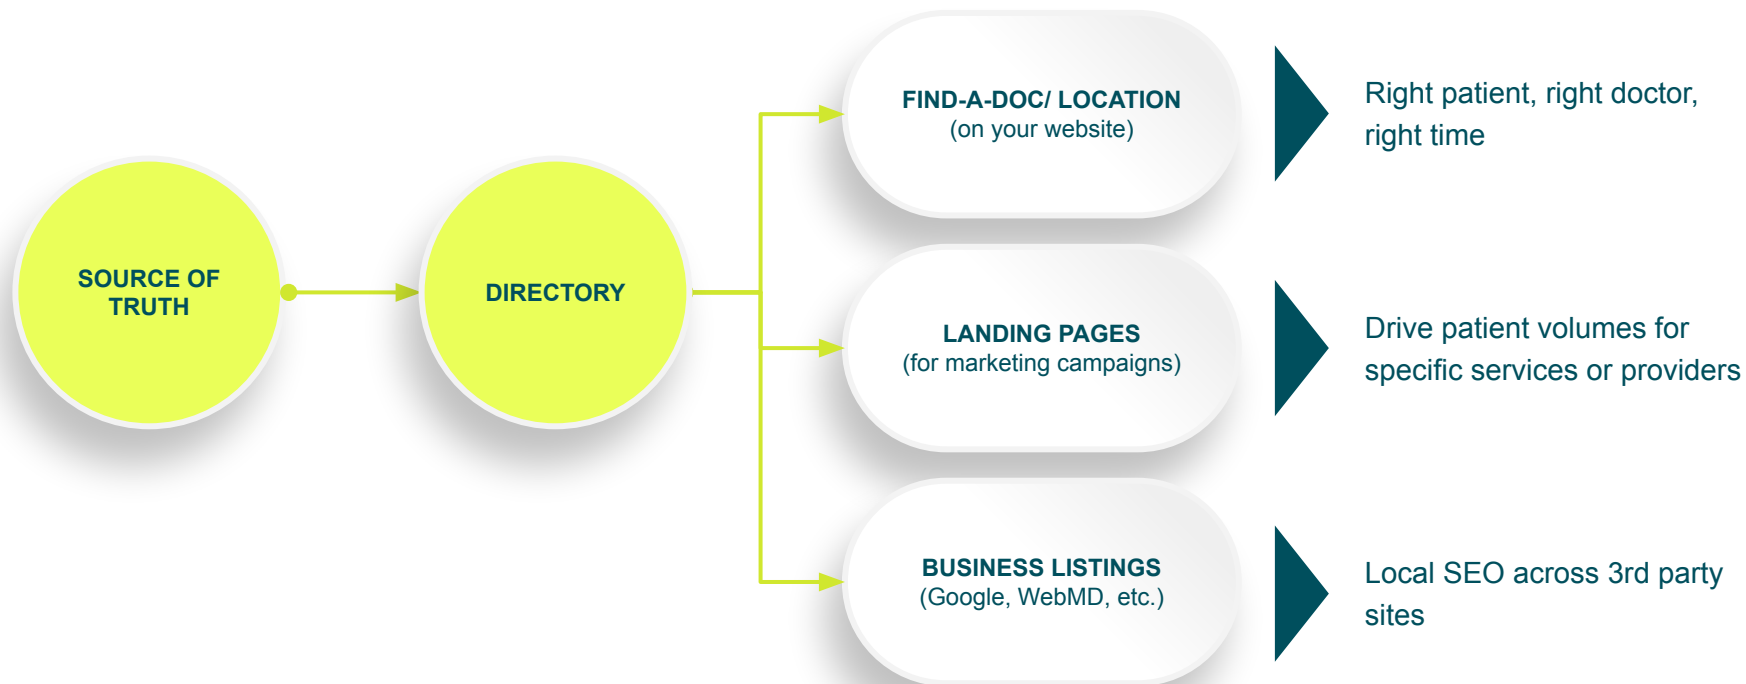 SOURCE OF
TRUTH
DIRECTORY
FIND-A-DOC/ LOCATION
(on your website)
Right patient, right doctor,
right time
LANDING PAGES
(for marketing campaigns)
Drive patient volumes for
specific services or providers
BUSINESS LISTINGS
(Google, WebMD, etc.)
Local SEO across 3rd party
sites